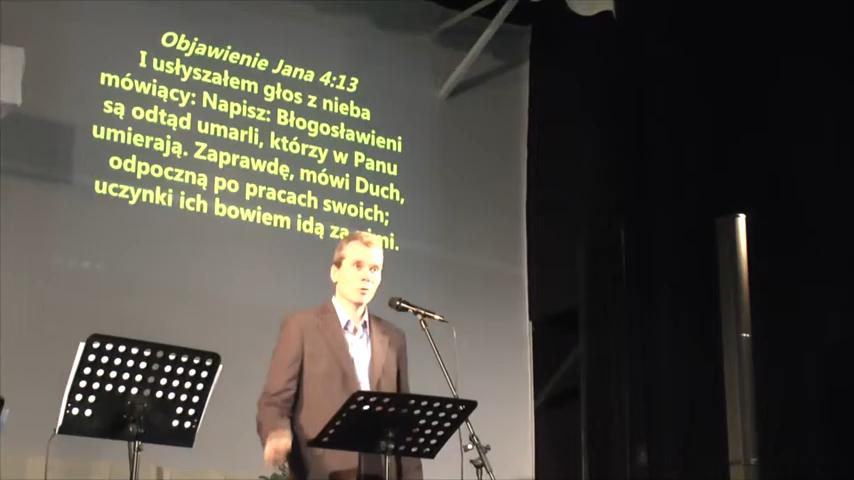 Objawienie Jana 4:13
I usłyszałem głos z nieba
mówiący: Napisz: Błogosławieni
są odtąd umarli, którzy w Panu
umierają. Zaprawdę, mówi Duch,
odpoczną po pracach swoich;
uczynki ich bowiem idą za nimi.